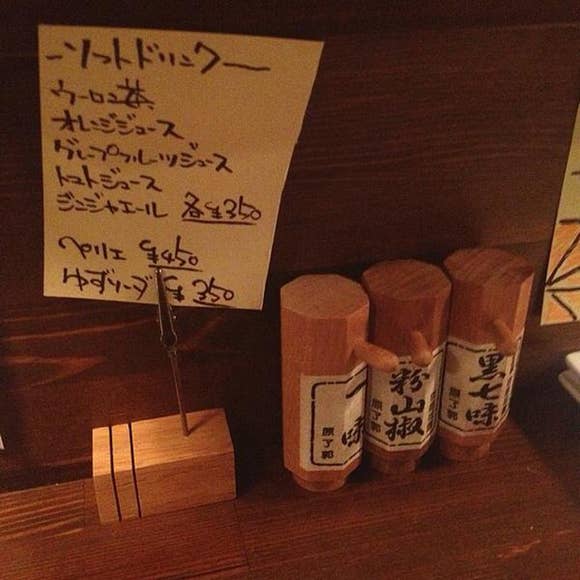 ソフトドリンク
ウーロン茶
オレンジジュース
グレープフルーツジュース
トマトジュース
ジンジャエール 各¥350
ペリエ ¥450
ゆずソーダ ¥350
一味
原了郭
粉山椒
原了郭
黒七味
原了郭